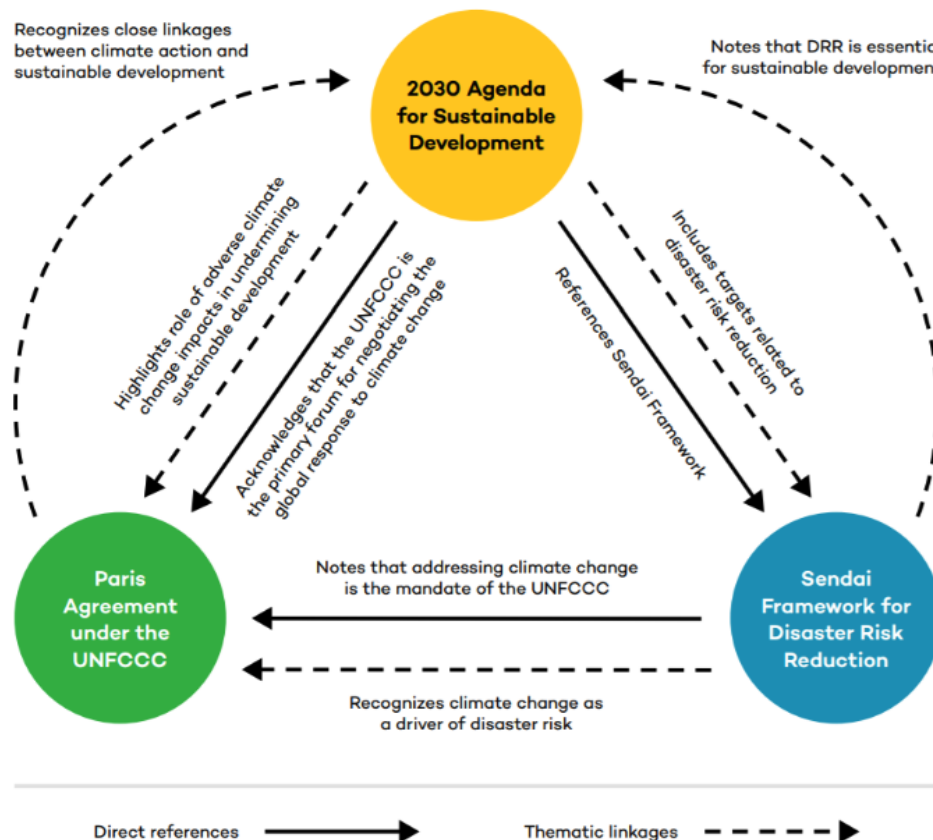 Recognizes close linkages
between climate action and
sustainable development
Notes that DRR is essentia
for sustainable developmen
2030 Agenda
for Sustainable
Development
Highlights role of adverse climate
change impacts in undermining
sustainable development
Acknowledges that the UNFCCC is
the primary forum for negotiating the
global response to climate change
References Sendai Framework
Includes targets related to
disaster risk reduction
Paris
Agreement
under the
UNFCCC
Notes that addressing climate change
is the mandate of the UNFCCC
Recognizes climate change as
a driver of disaster risk
Sendai
Framework for
Disaster Risk
Reduction
Direct references
Thematic linkages